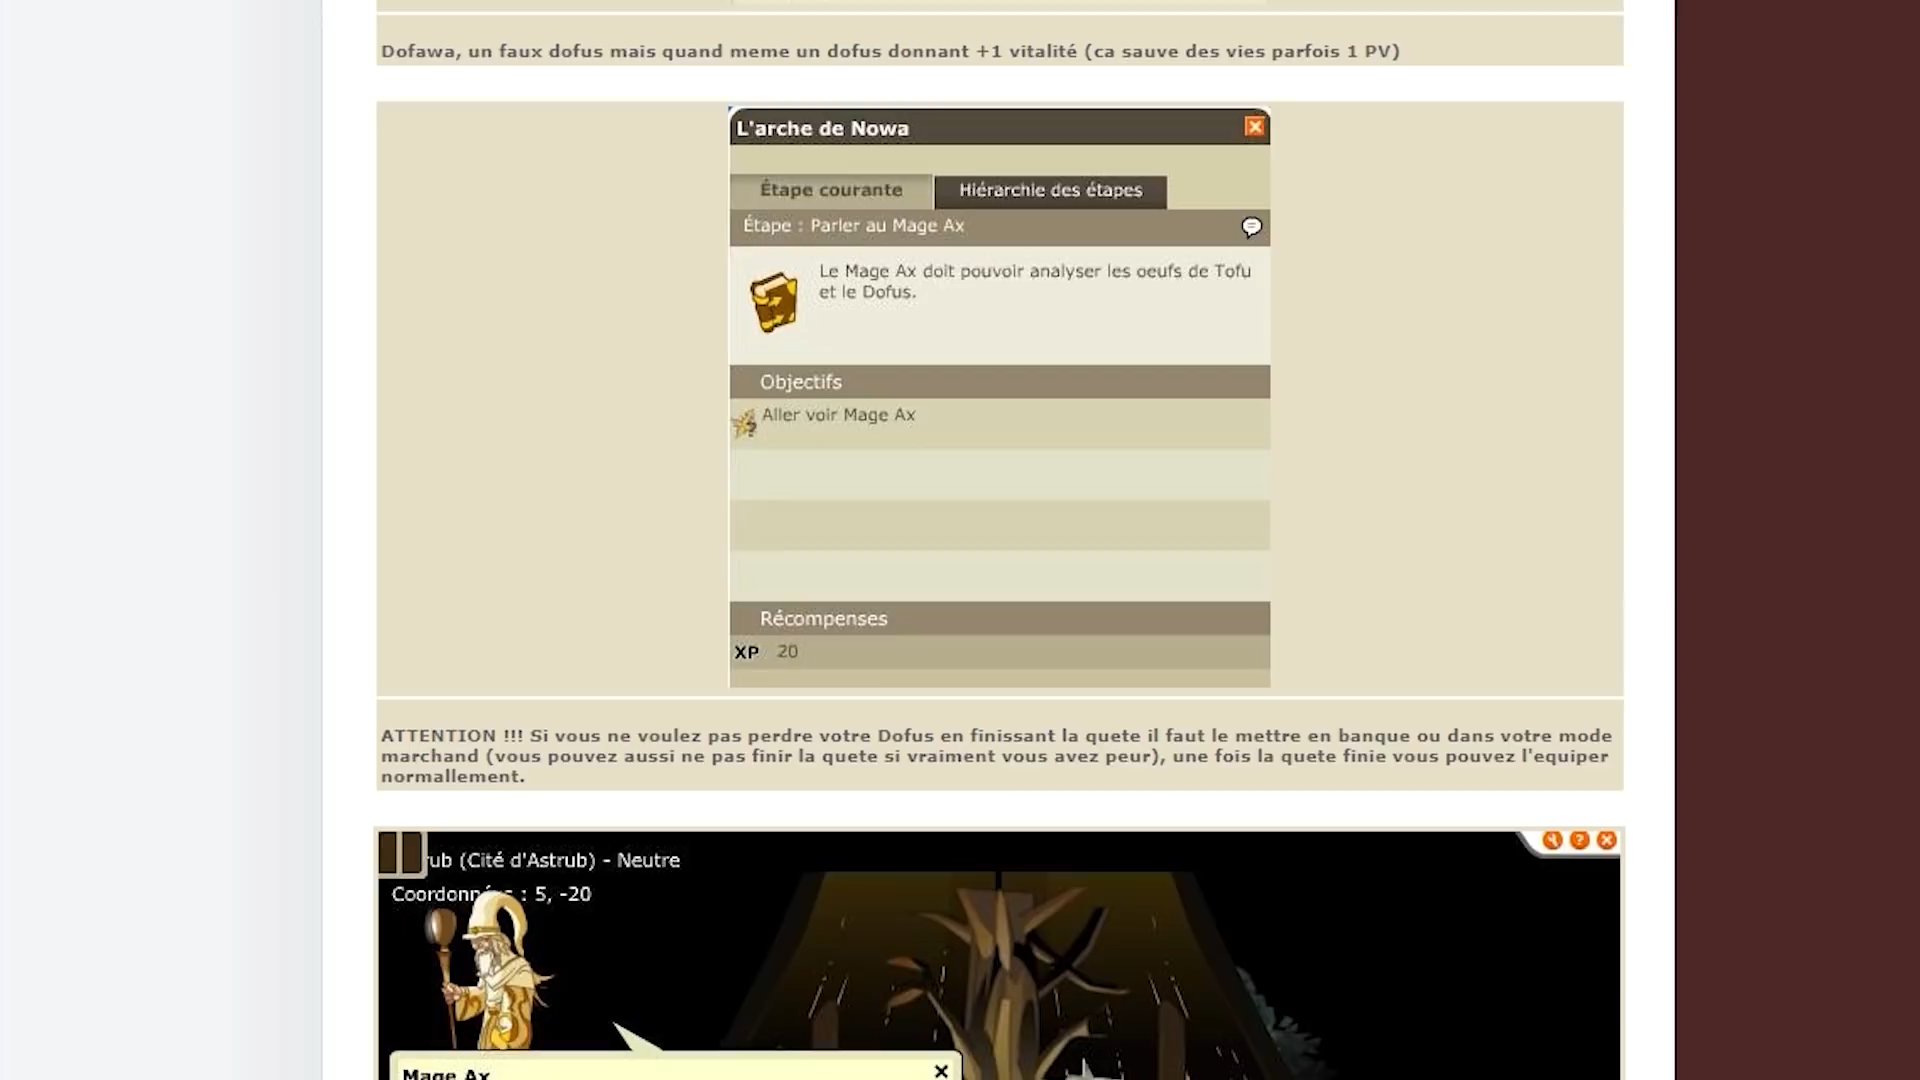 Dofawa, un faux dofus mais quand meme un dofus donnant +1 vitalité (ca sauve des vies parfois 1 PV)
L'arche de Nowa
Étape courante
Hiérarchie des étapes
Étape : Parler au Mage Ax
Le Mage Ax doit pouvoir analyser les oeufs de Tofu
et le Dofus.
Objectifs
Aller voir Mage Ax
Récompenses
XP 20
ATTENTION !!! Si vous ne voulez pas perdre votre Dofus en finissant la quete il faut le mettre en banque ou dans votre mode
marchand (vous pouvez aussi ne pas finir la quete si vraiment vous avez peur), une fois la quete finie vous pouvez l'equiper
normallement.
rub (Cité d'Astrub) - Neutre
: 5, -20
Mage Ax